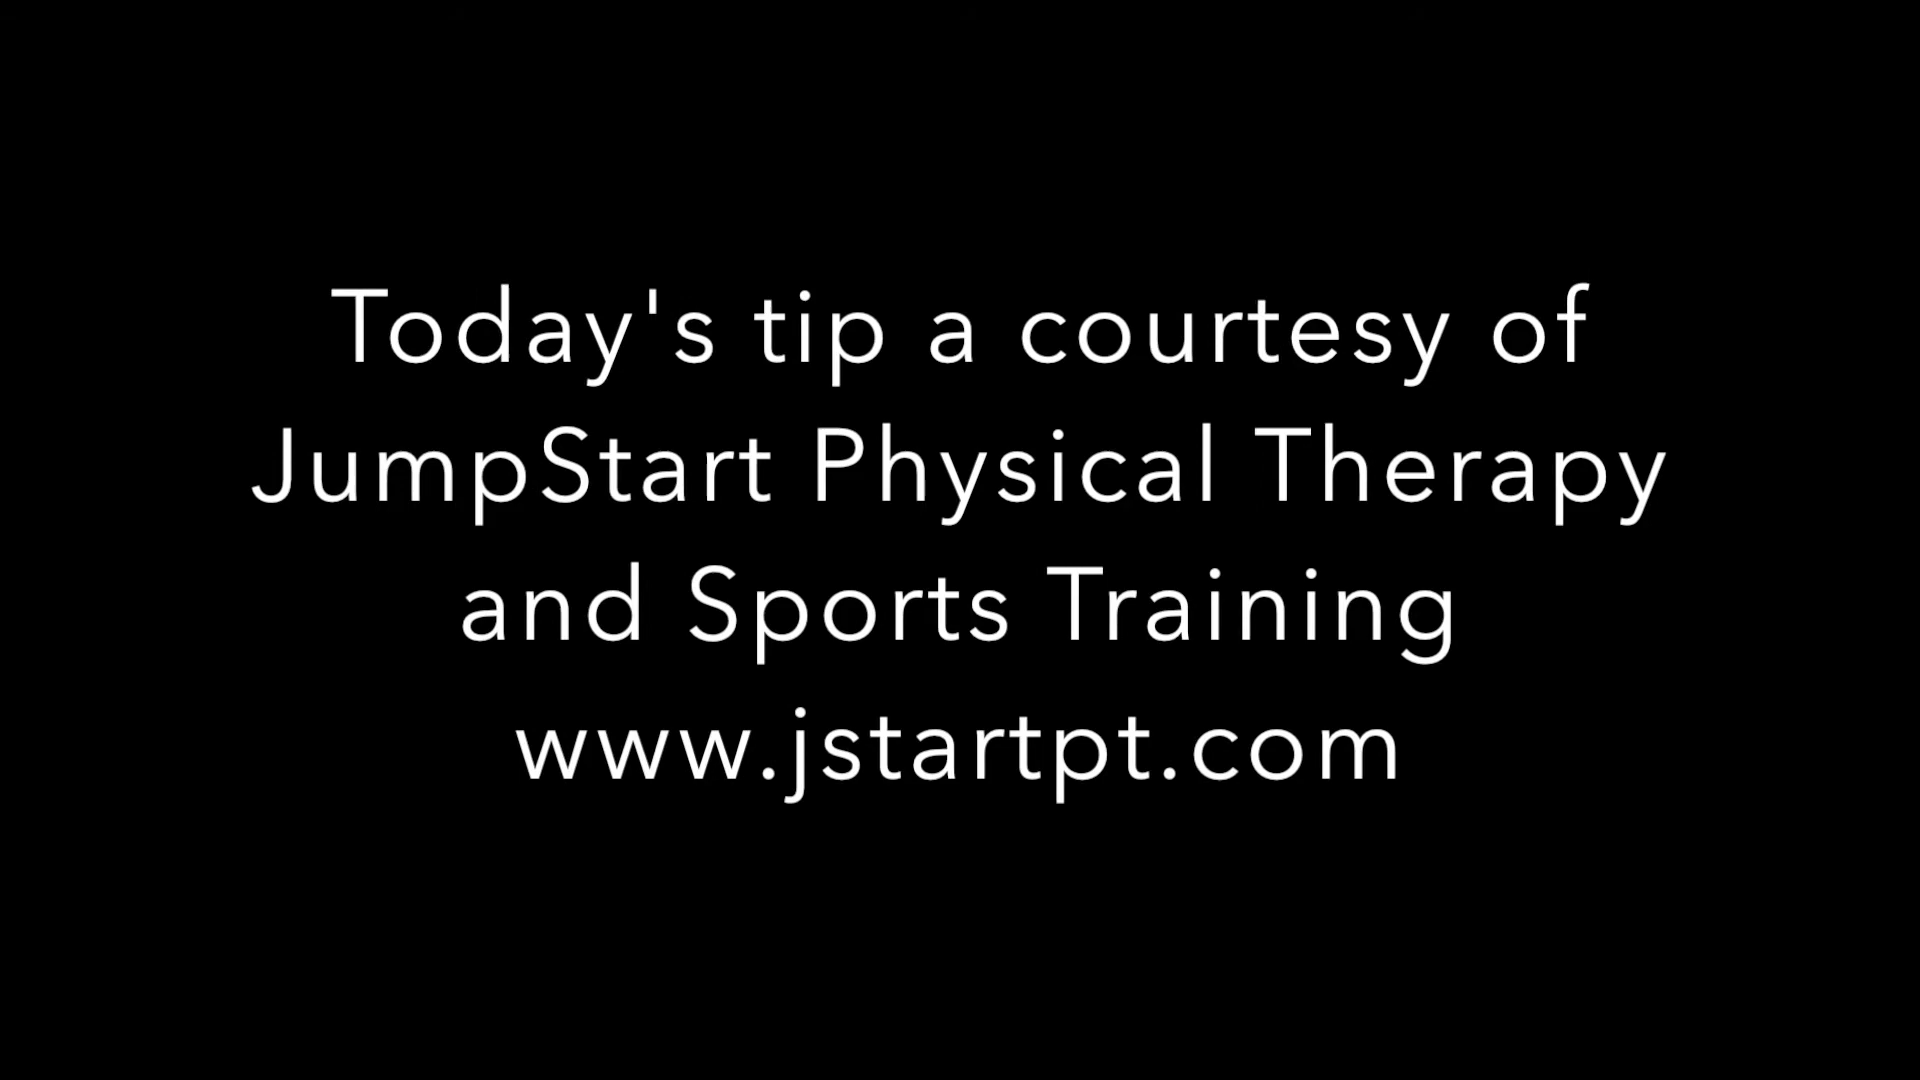 Today's tip a courtesy of
JumpStart Physical Therapy
and Sports Training
www.jstartpt.com